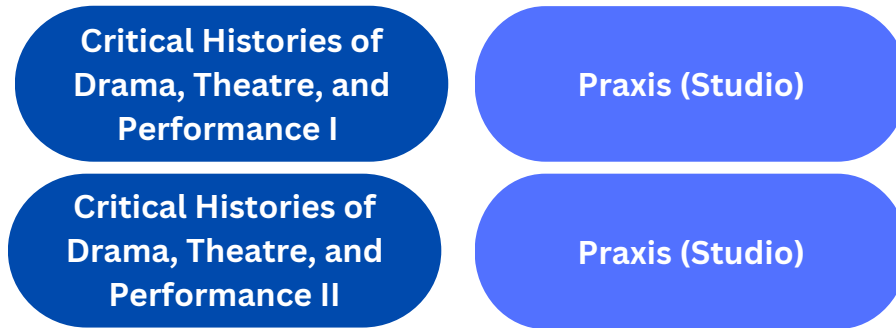 Critical Histories of
Drama, Theatre, and
Performance I
Praxis (Studio)
Critical Histories of
Drama, Theatre, and
Performance II
Praxis (Studio)